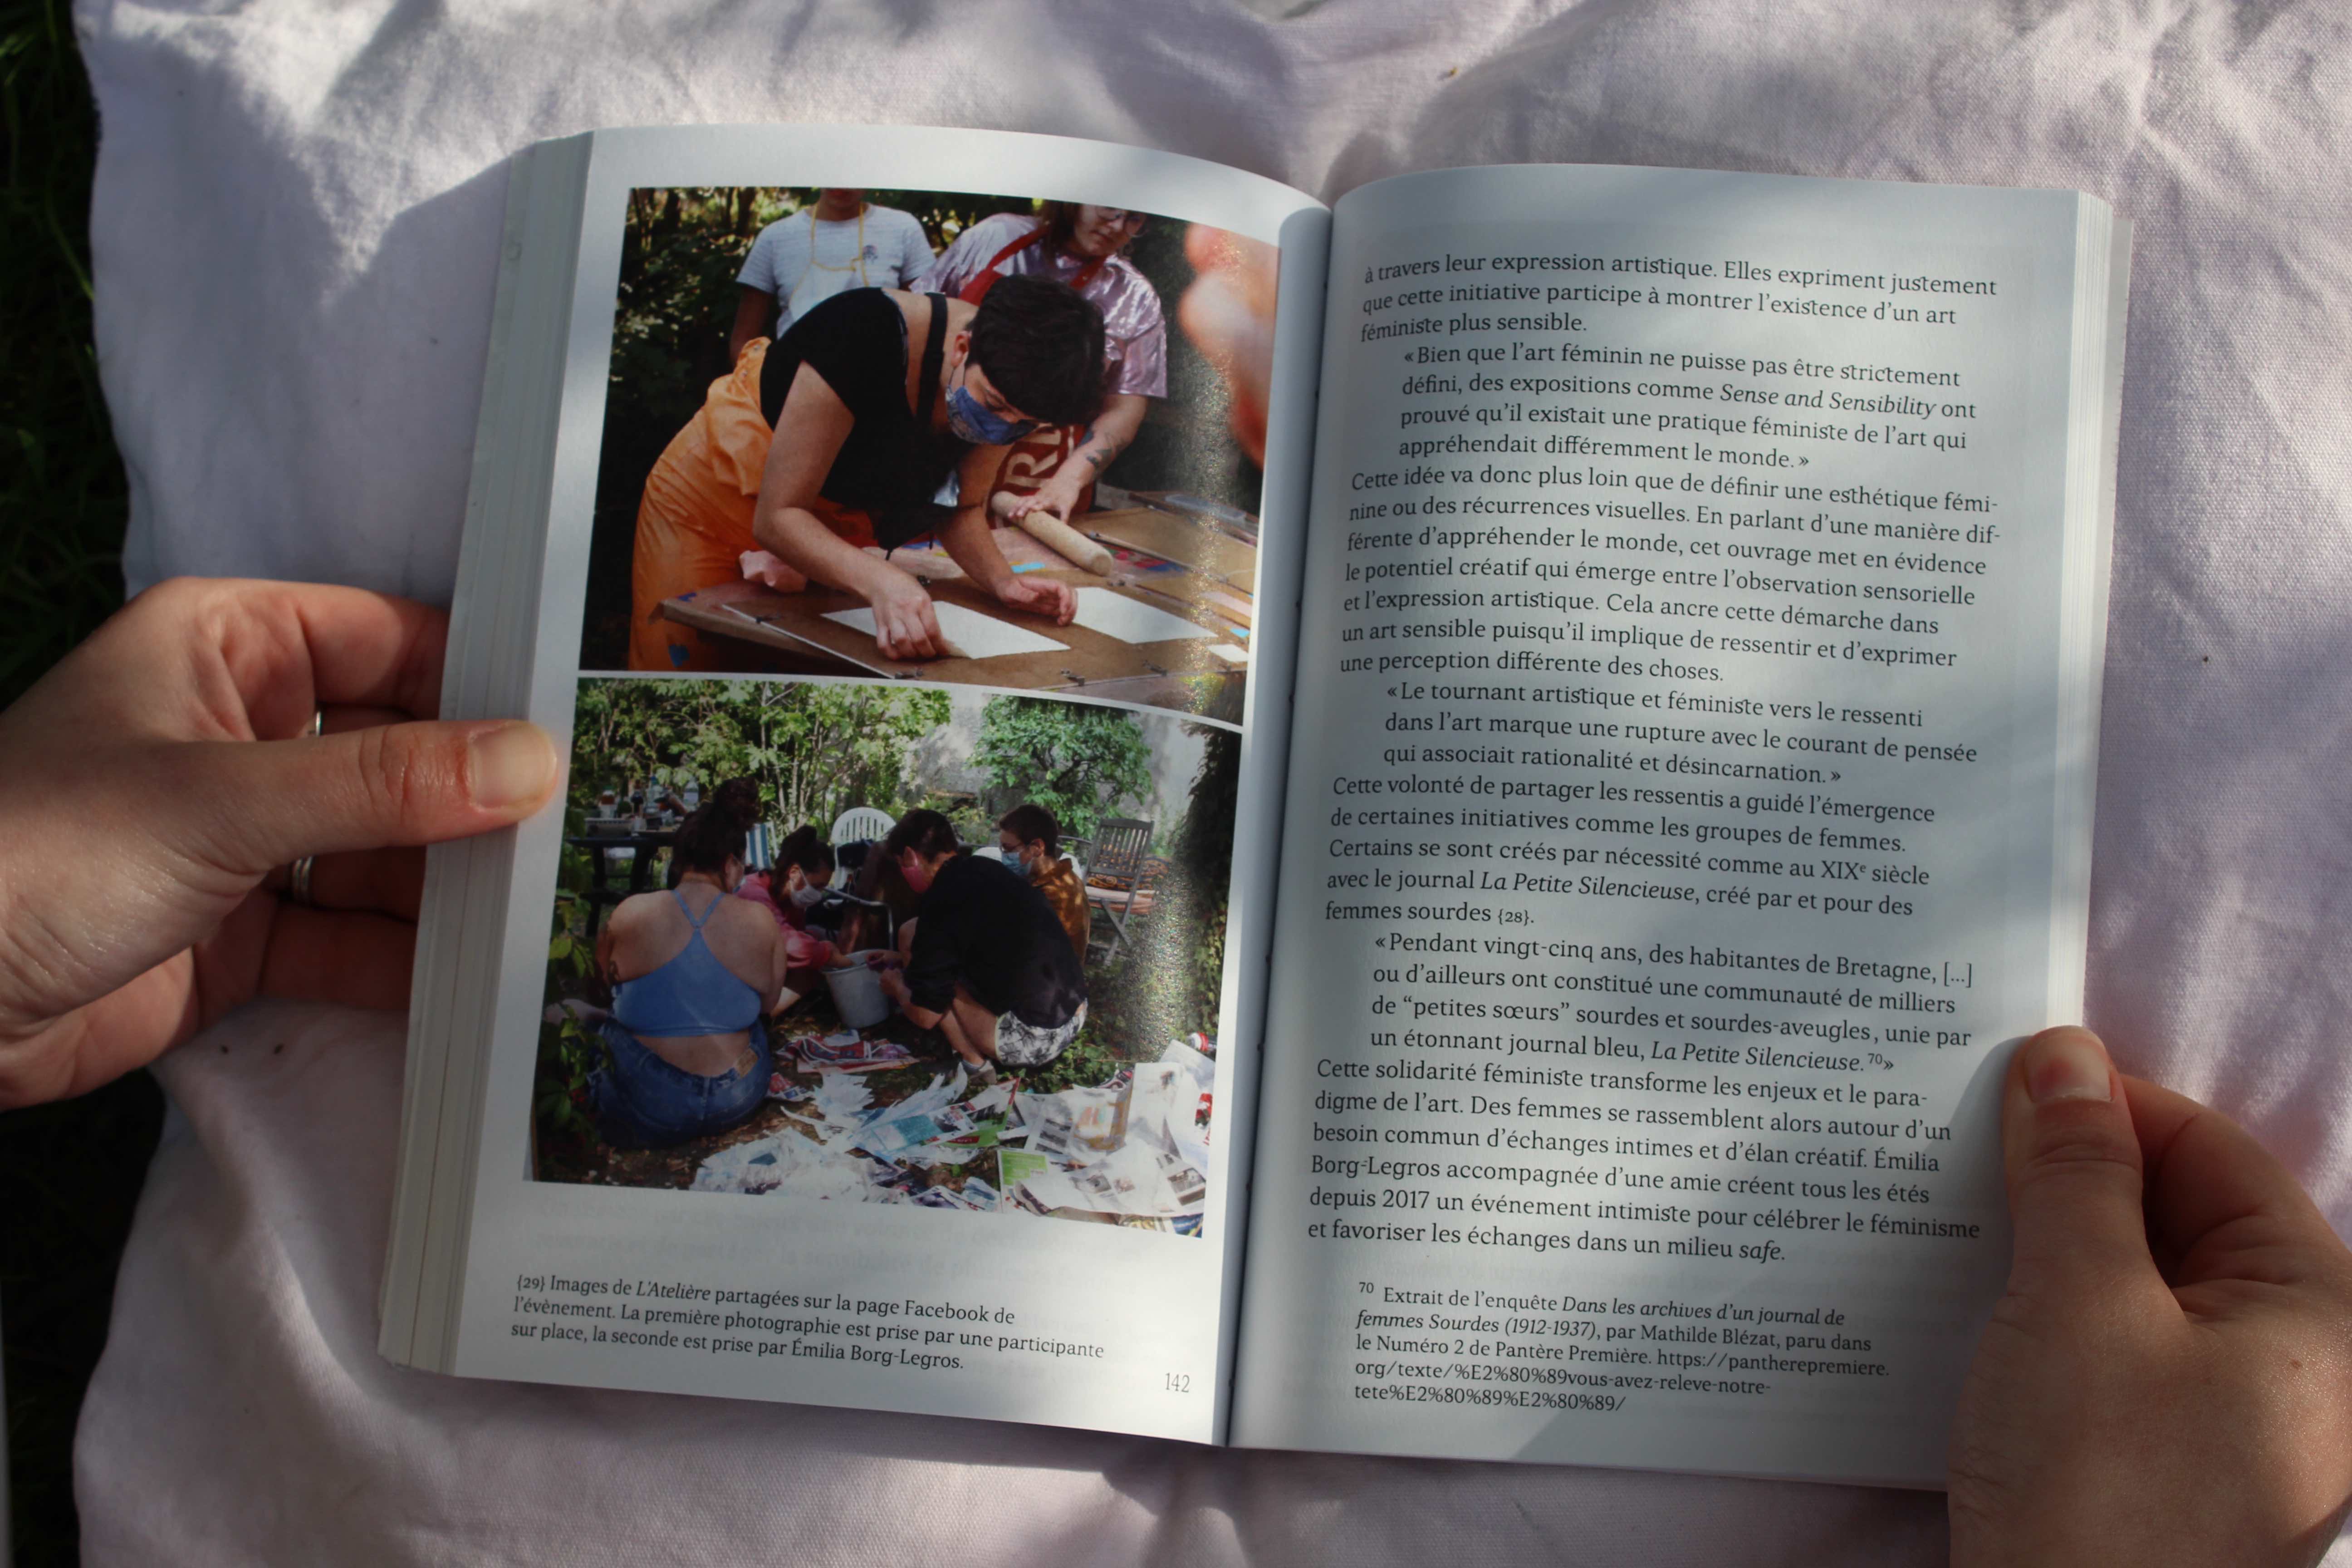 {29} Images de L'Atelière partagées sur la page Facebook de
l'évènement. La première photographie est prise par une participante
sur place, la seconde est prise par Émilia Borg-Legros.
142
à travers leur expression artistique. Elles expriment justement
que cette initiative participe à montrer l'existence d'un art
féministe plus sensible.
«Bien que l'art féminin ne puisse pas être strictement
défini, des expositions comme Sense and Sensibility ont
prouvé qu'il existait une pratique féministe de l'art qui
appréhendait différemment le monde.»
Cette idée va donc plus loin que de définir une esthétique fémi-
nine ou des récurrences visuelles. En parlant d'une manière dif-
férente d'appréhender le monde, cet ouvrage met en évidence
le potentiel créatif qui émerge entre l'observation sensorielle
et l'expression artistique. Cela ancre cette démarche dans
un art sensible puisqu'il implique de ressentir et d'exprimer
une perception différente des choses.
«Le tournant artistique et féministe vers le ressenti
dans l'art marque une rupture avec le courant de pensée
qui associait rationalité et désincarnation.»
Cette volonté de partager les ressentis a guidé l'émergence
de certaines initiatives comme les groupes de femmes.
Certains se sont créés par nécessité comme au XIXe siècle
avec le journal La Petite Silencieuse, créé par et pour des
femmes sourdes {28}.
«Pendant vingt-cinq ans, des habitantes de Bretagne, [...]
ou d'ailleurs ont constitué une communauté de milliers
de “petites sœurs” sourdes et sourdes-aveugles, unie par
un étonnant journal bleu, La Petite Silencieuse.70»
Cette solidarité féministe transforme les enjeux et le para-
digme de l'art. Des femmes se rassemblent alors autour d'un
besoin commun d'échanges intimes et d'élan créatif. Émilia
Borg-Legros accompagnée d'une amie créent tous les étés
depuis 2017 un événement intimiste pour célébrer le féminisme
et favoriser les échanges dans un milieu safe.
70 Extrait de l'enquête Dans les archives d'un journal de
femmes Sourdes (1912-1937), par Mathilde Blézat, paru dans
le Numéro 2 de Pantère Première. https://pantherepremiere.
org/texte/%E2%80%89vous-avez-releve-notre-
tete%E2%80%89%E2%80%89/